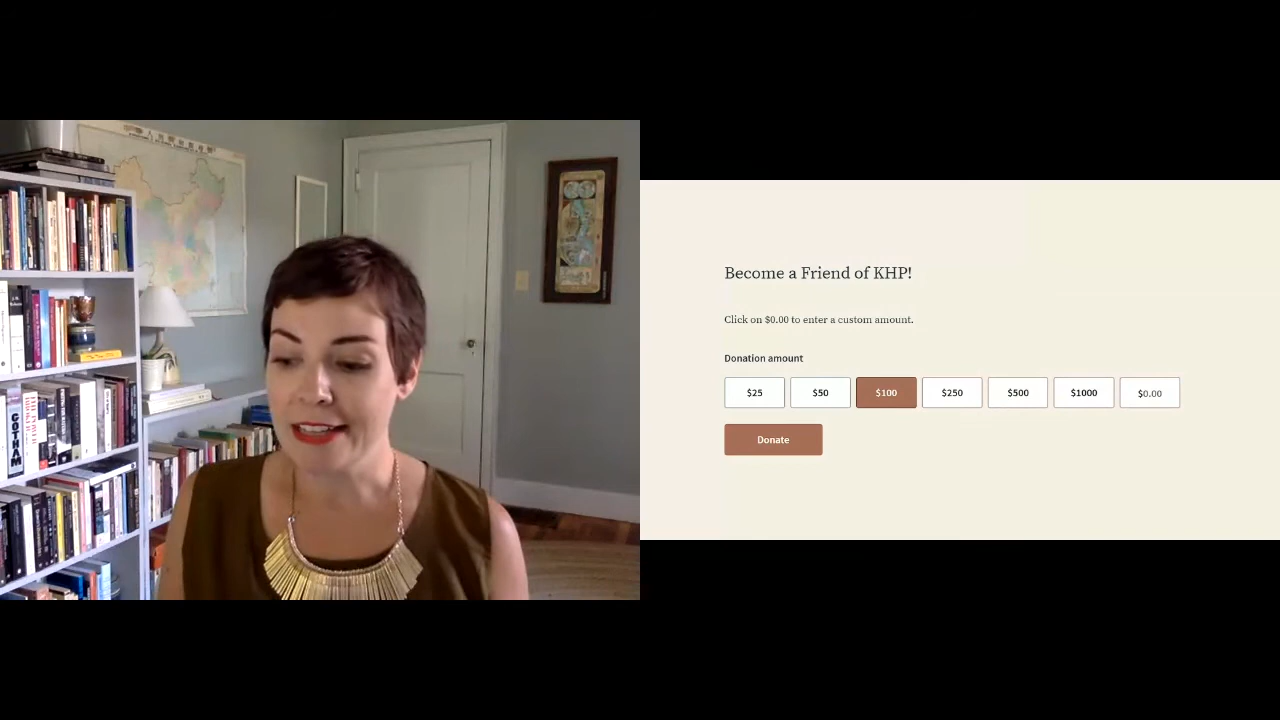 GOTHAM
Become a Friend of KHP!
Click on $0.00 to enter a custom amount.
Donation amount
$25 $50 $100 $250 $500 $1000 $0.00
Donate